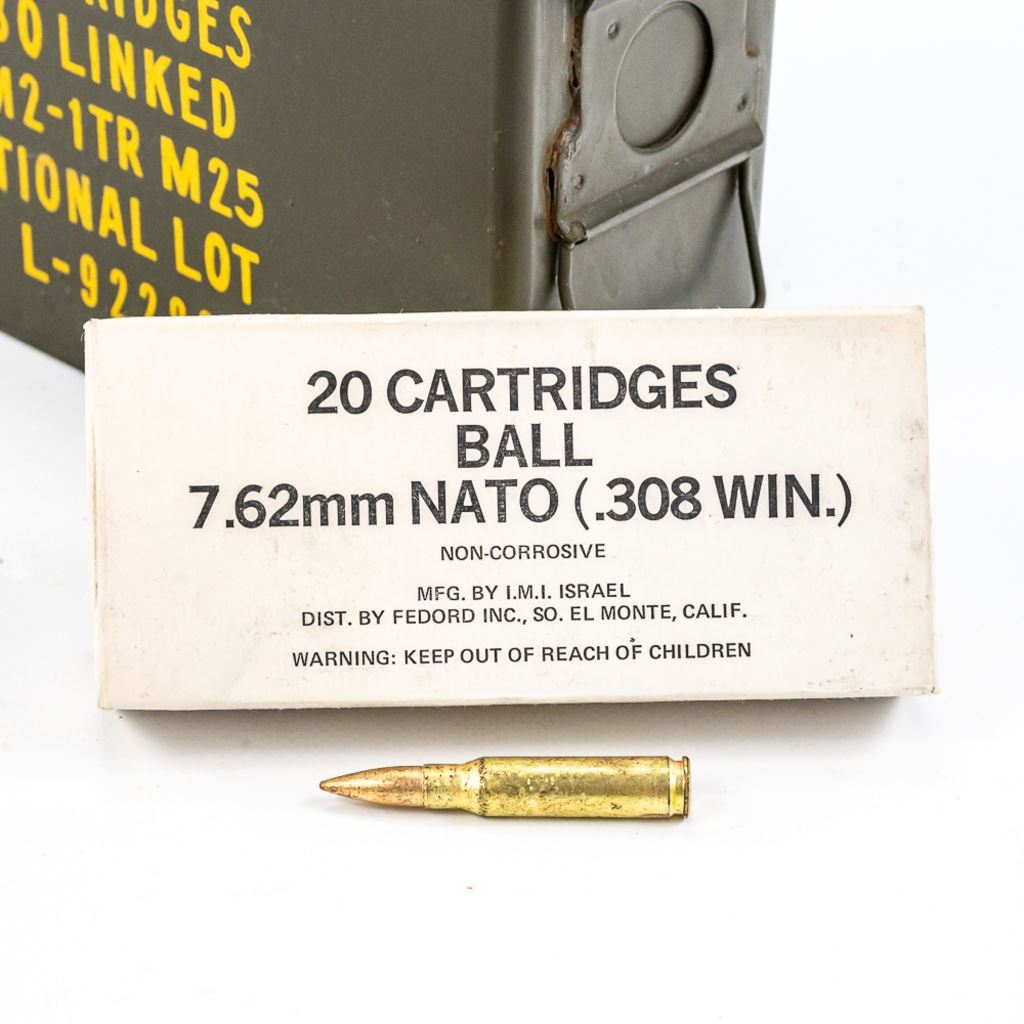 RIDGES
30 LINKED
M2-1TR M25
TIONAL LOT
20 CARTRIDGES
BALL
7.62mm NATO (.308 WIN.)
NON-CORROSIVE
MFG. BY I.M.I. ISRAEL
DIST. BY FEDORD INC., SO. EL MONTE, CALIF.
WARNING: KEEP OUT OF REACH OF CHILDREN